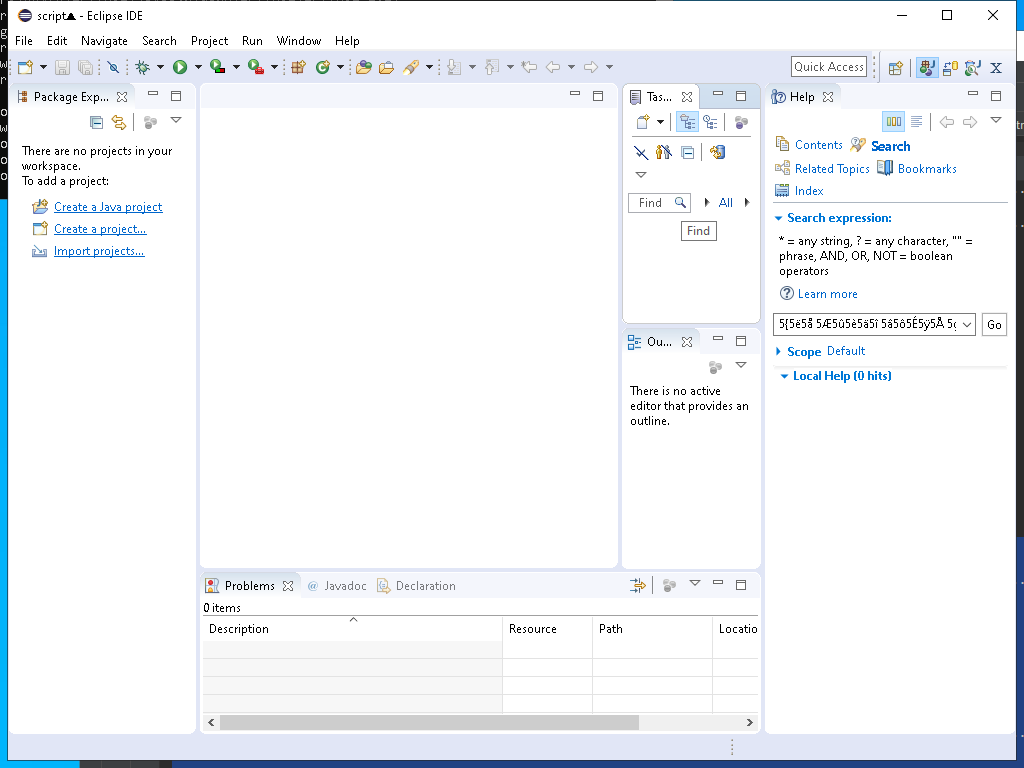 script▲ - Eclipse IDE
File Edit Navigate Search Project Run Window Help
Quick Access
Package Exp...
There are no projects in your
workspace.
To add a project:
Create a Java project
Create a project...
Import projects...
Tas...
Find
All
Find
Ou...
There is no active
editor that provides an
outline.
Help
Contents Search
Related Topics Bookmarks
Index
Search expression:
* = any string, ? = any character, "" =
phrase, AND, OR, NOT = boolean
operators
Learn more
5{5ë5å 5Æ5û5è5ä5î 5â5ô5É5ÿ5Å
Go
Scope Default
Local Help (0 hits)
Problems @ Javadoc Declaration
0 items
Description Resource Path Locatio